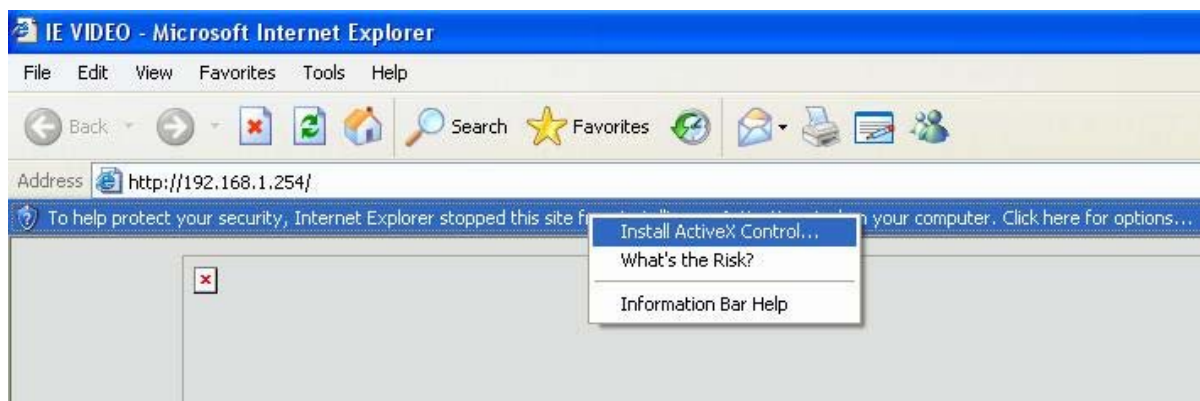 IE VIDEO - Microsoft Internet Explorer
File Edit View Favorites Tools Help
Back Search Favorites
Address http://192.168.1.254/
To help protect your security, Internet Explorer stopped this site your computer. Click here for options...
Install ActiveX Control...
What's the Risk?
Information Bar Help